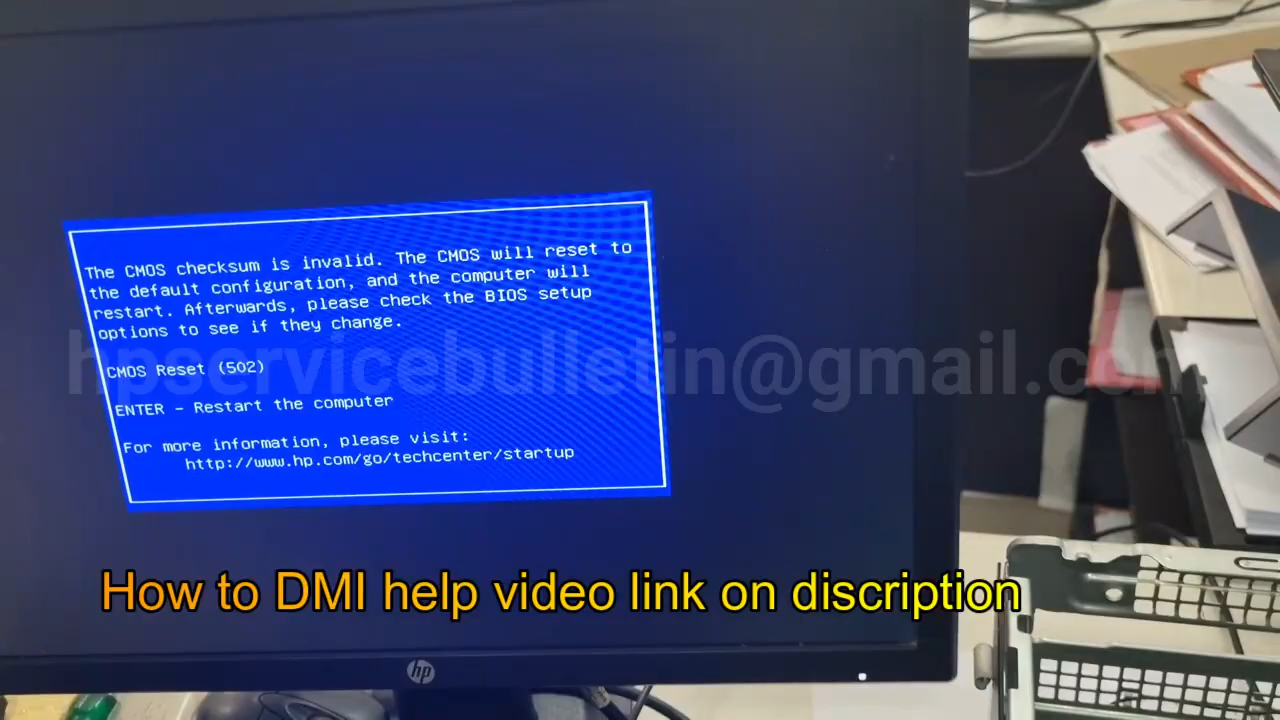 The CMOS checksum is invalid. The CMOS will reset to
the default configuration, and the computer will
restart. Afterwards, please check the BIOS setup
options to see if they change.
hpservicebulletin@gmail.com
CMOS Reset (502)
ENTER - Restart the computer
For more information, please visit:
http://www.hp.com/go/techcenter/startup
How to DMI help video link on discription
hp